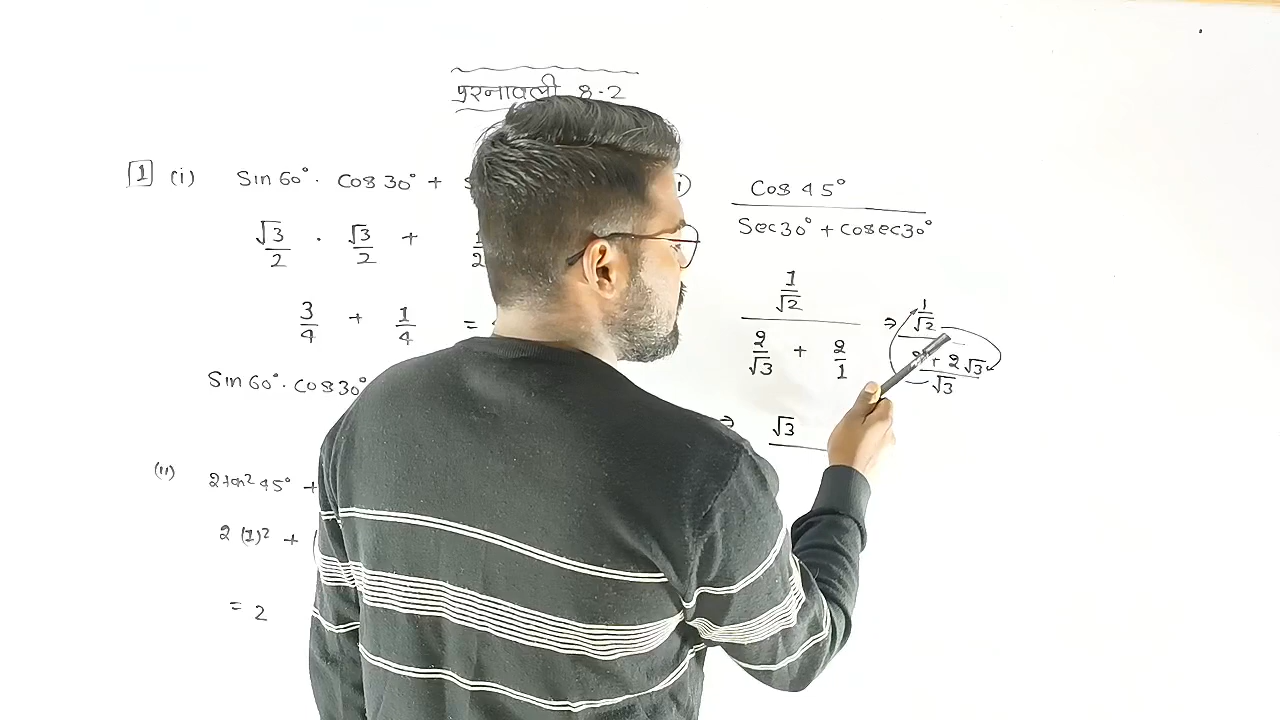 प्रश्नावली 8.2
1 (i) Sin 60° . Cos 30° +
√3/2 . √3/2 +
3/4 + 1/4 =
Sin 60° . Cos 30°
(ii) 2tan² 45° +
2 (1)² +
= 2
Cos 45°
Sec 30° + Cosec 30°
1/√2
2/√3 + 2/1
⇒ 1/√2
+ 2√3
√3
⇒ √3